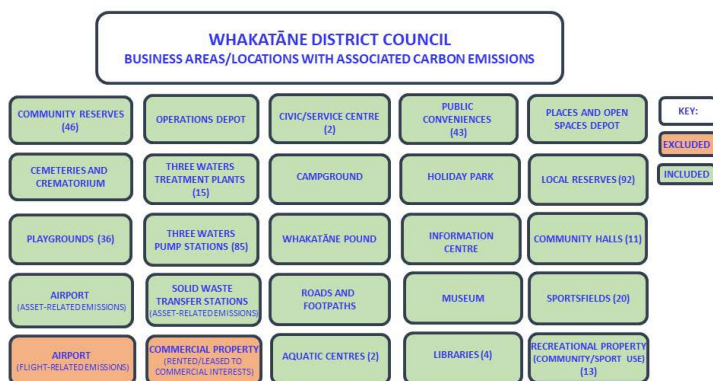 WHAKATĀNE DISTRICT COUNCIL
BUSINESS AREAS/LOCATIONS WITH ASSOCIATED CARBON EMISSIONS
COMMUNITY RESERVES
(46)
OPERATIONS DEPOT
CIVIC/SERVICE CENTRE
(2)
PUBLIC
CONVENIENCES
(43)
PLACES AND OPEN
SPACES DEPOT
KEY:
EXCLUDED
INCLUDED
CEMETERIES AND
CREMATORIUM
THREE WATERS
TREATMENT PLANTS
(15)
CAMPGROUND
HOLIDAY PARK
LOCAL RESERVES (92)
PLAYGROUNDS (36)
THREE WATERS
PUMP STATIONS (85)
WHAKATĀNE POUND
INFORMATION
CENTRE
COMMUNITY HALLS (11)
AIRPORT
(ASSET-RELATED EMISSIONS)
SOLID WASTE
TRANSFER STATIONS
(ASSET-RELATED EMISSIONS)
ROADS AND
FOOTPATHS
MUSEUM
SPORTSFIELDS (20)
AIRPORT
(FLIGHT-RELATED EMISSIONS)
COMMERCIAL PROPERTY
(RENTED/LEASED TO
COMMERCIAL INTERESTS)
AQUATIC CENTRES (2)
LIBRARIES (4)
RECREATIONAL PROPERTY
(COMMUNITY/SPORT USE)
(13)